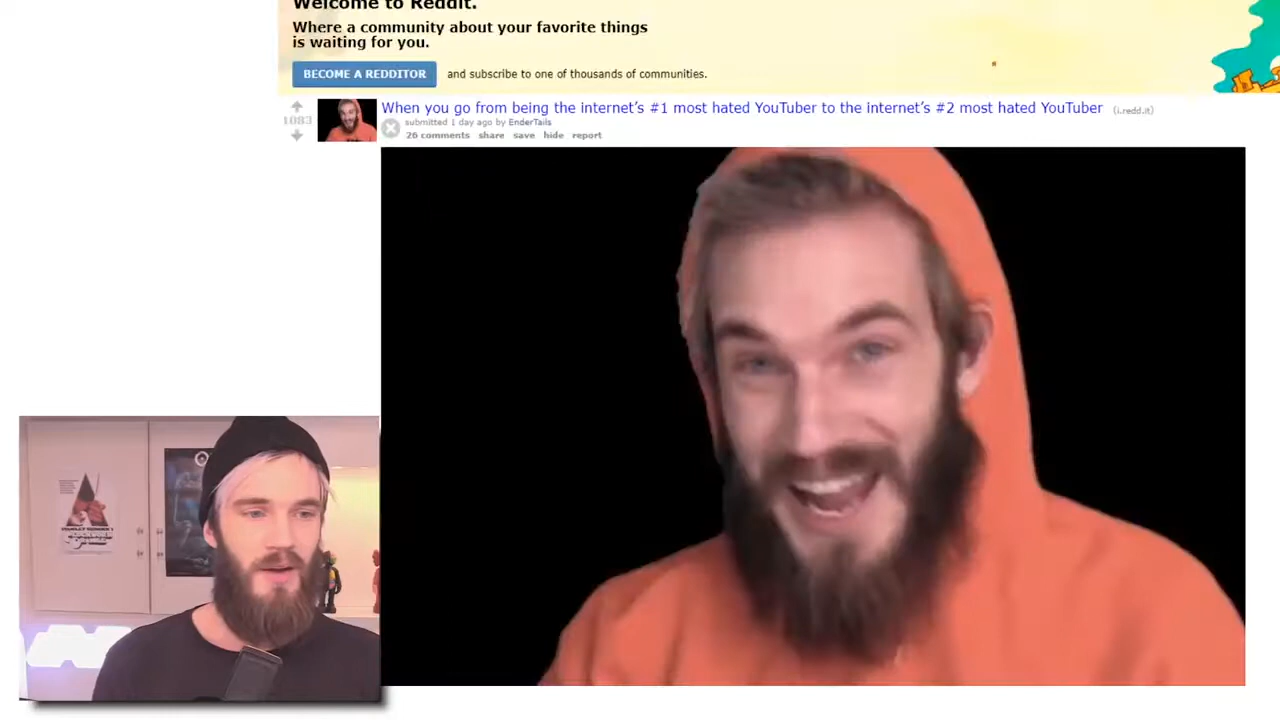 Welcome to Reddit.
Where a community about your favorite things
is waiting for you.
BECOME A REDDITOR and subscribe to one of thousands of communities.
1083
When you go from being the internet's #1 most hated YouTuber to the internet's #2 most hated YouTuber (i.redd.it)
submitted 1 day ago by EnderTails
26 comments share save hide report